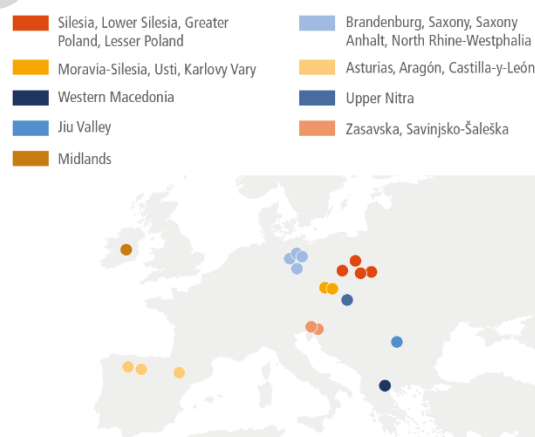 Silesia, Lower Silesia, Greater
Poland, Lesser Poland
Moravia-Silesia, Usti, Karlovy Vary
Western Macedonia
Jiu Valley
Midlands
Brandenburg, Saxony, Saxony
Anhalt, North Rhine-Westphalia
Asturias, Aragón, Castilla-y-León
Upper Nitra
Zasavska, Savinjsko-Šaleška